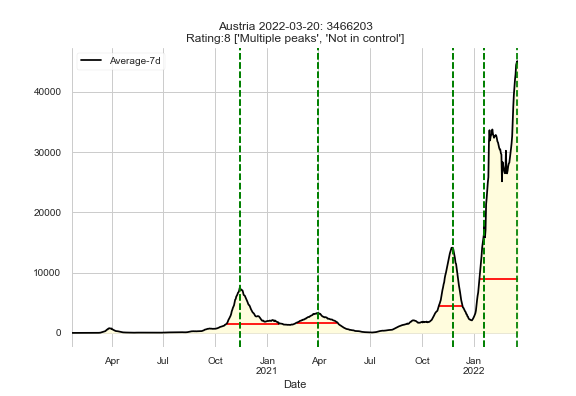 Austria 2022-03-20: 3466203
Rating:8 ['Multiple peaks', 'Not in control']
Average-7d
40000
30000
20000
10000
0
Apr Jul Oct Jan Apr Jul Oct Jan
2021 2022
Date